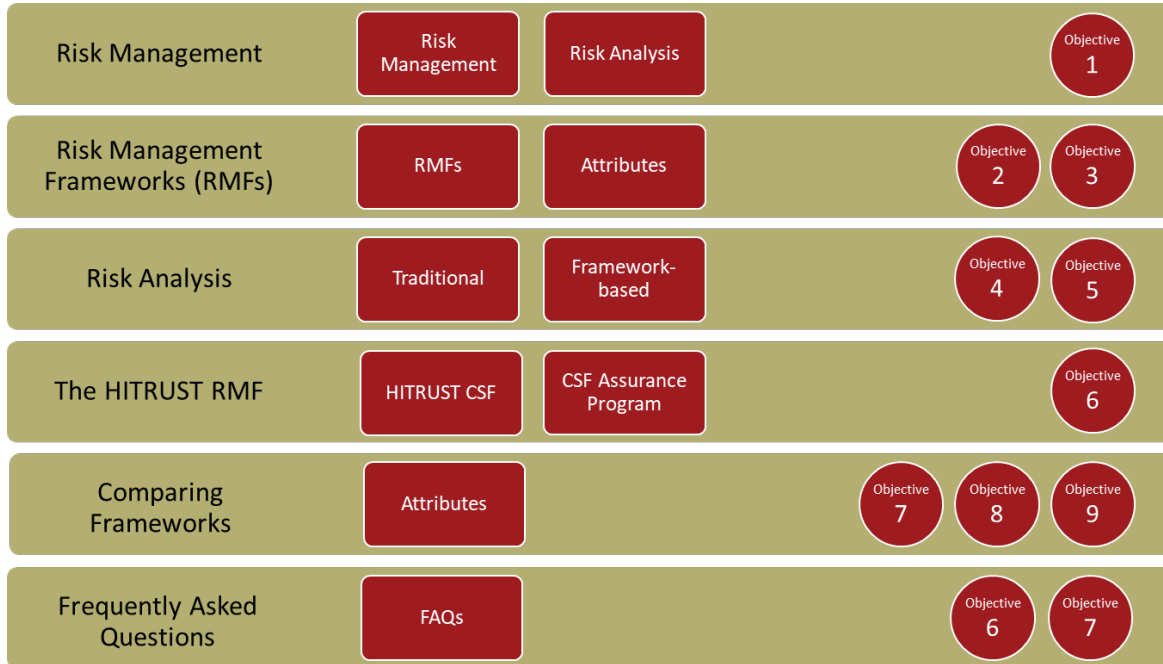 Risk Management
Risk
Management
Risk Analysis
Objective
1
Risk Management
Frameworks (RMFs)
RMFs
Attributes
Objective
2
Objective
3
Risk Analysis
Traditional
Framework-
based
Objective
4
Objective
5
The HITRUST RMF
HITRUST CSF
CSF Assurance
Program
Objective
6
Comparing
Frameworks
Attributes
Objective
7
Objective
8
Objective
9
Frequently Asked
Questions
FAQs
Objective
6
Objective
7